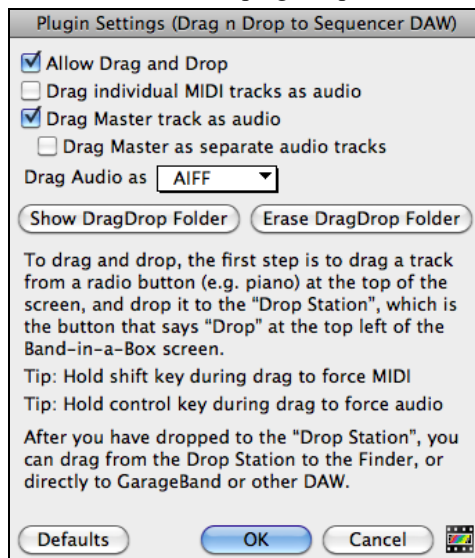 Plugin Settings (Drag n Drop to Sequencer DAW)
Allow Drag and Drop
Drag individual MIDI tracks as audio
Drag Master track as audio
Drag Master as separate audio tracks
Drag Audio as AIFF
Show DragDrop Folder Erase DragDrop Folder
To drag and drop, the first step is to drag a track
from a radio button (e.g. piano) at the top of the
screen, and drop it to the “Drop Station”, which is
the button that says “Drop” at the top left of the
Band-in-a-Box screen.
Tip: Hold shift key during drag to force MIDI
Tip: Hold control key during drag to force audio
After you have dropped to the “Drop Station”, you
can drag from the Drop Station to the Finder, or
directly to GarageBand or other DAW.
Defaults OK Cancel